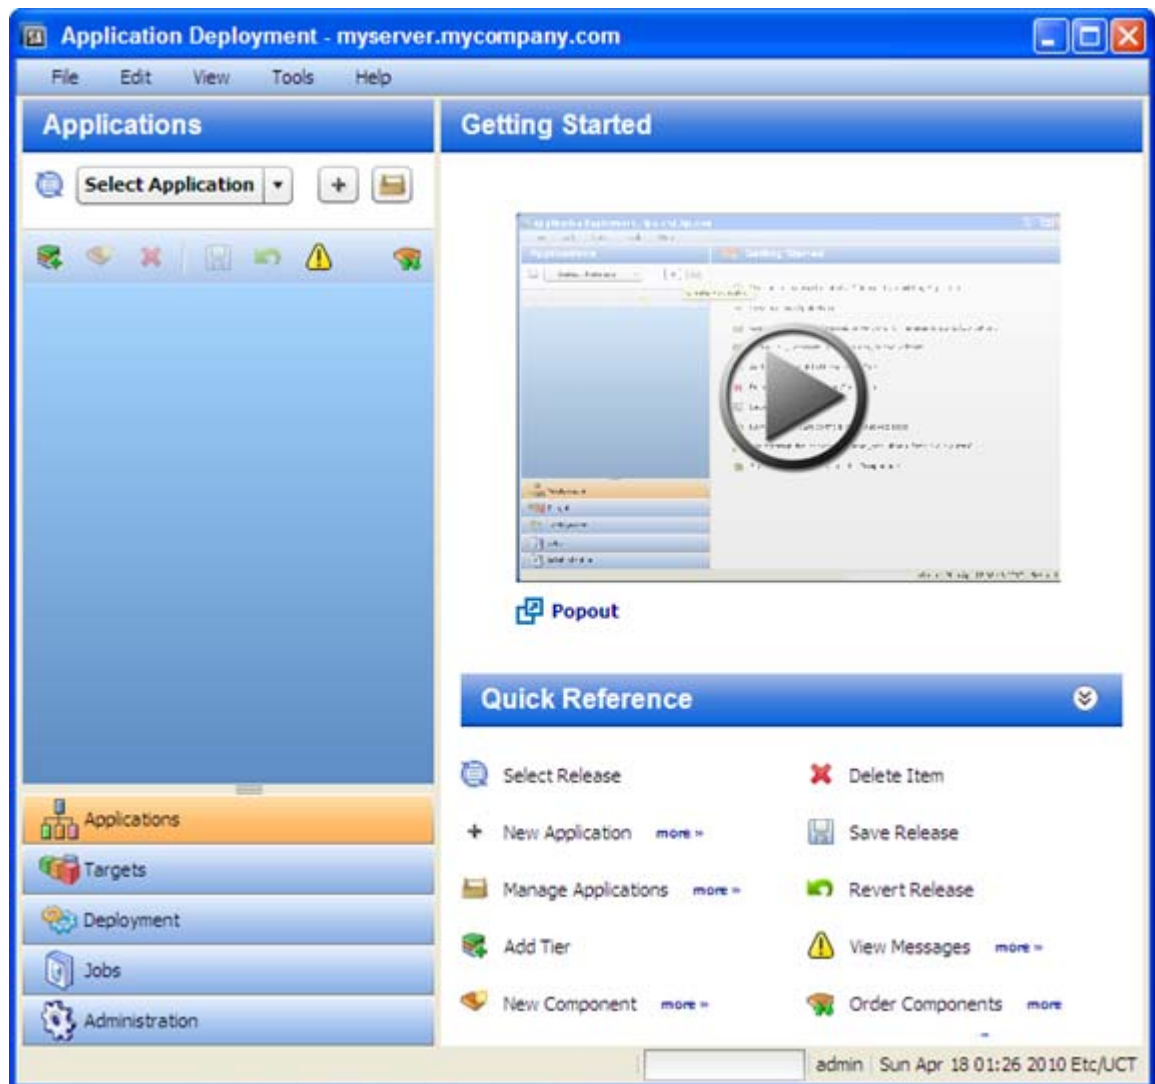 Application Deployment - myserver.mycompany.com
File Edit View Tools Help
Applications
Select Application
Applications
Targets
Deployment
Jobs
Administration
Getting Started
Popout
Quick Reference
Select Release
Delete Item
New Application more »
Save Release
Manage Applications more »
Revert Release
Add Tier
View Messages more »
New Component more »
Order Components more
»
admin Sun Apr 18 01:26 2010 Etc/UCT